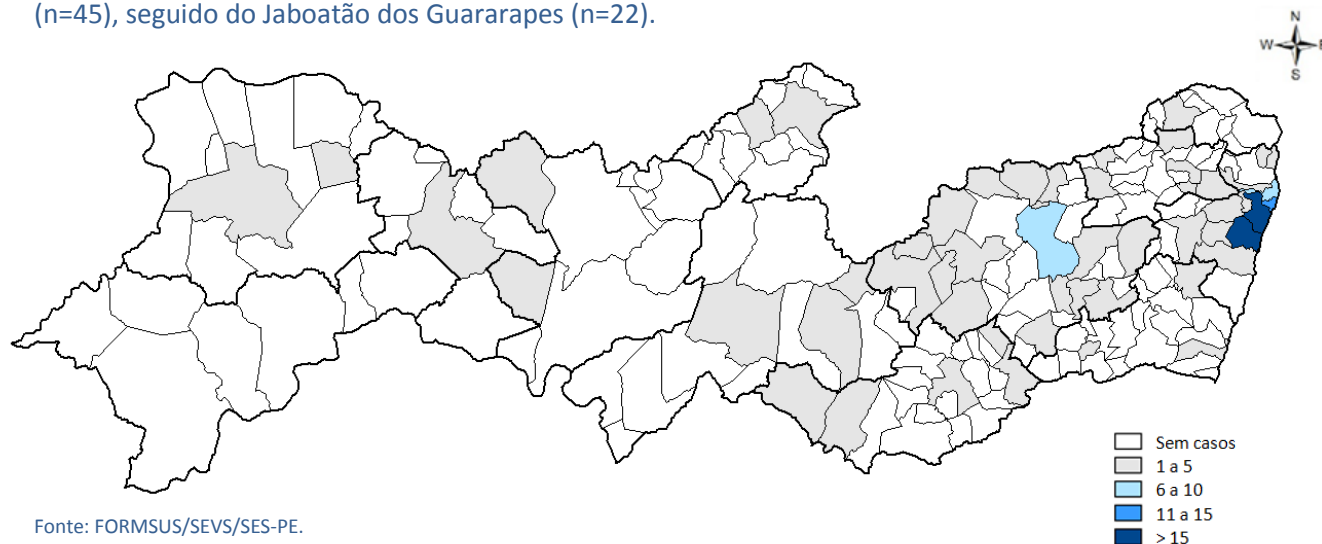 (n=45), seguido do Jaboatão dos Guararapes (n=22).
N
W E
S
Sem casos
1 a 5
6 a 10
11 a 15
> 15
Fonte: FORMSUS/SEVS/SES-PE.